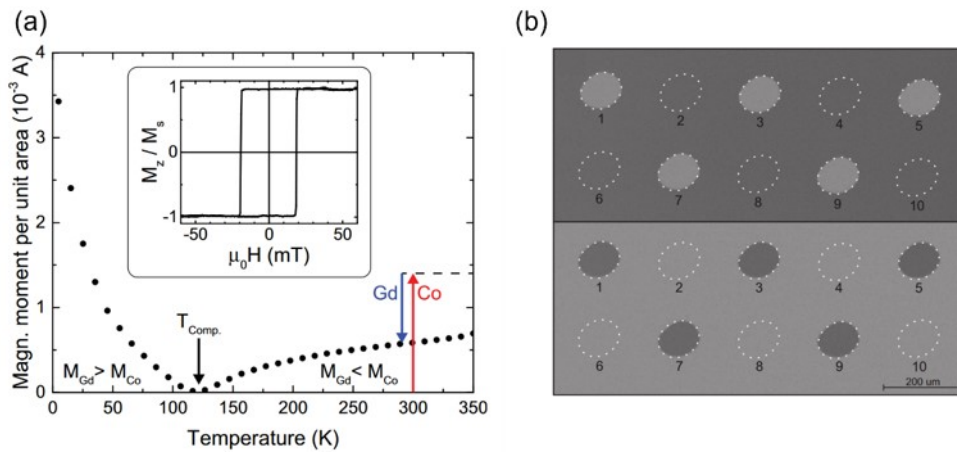 (a)
Magn. moment per unit area (10⁻³ A)
4
3
2
1
0
0 50 100 150 200 250 300 350
Temperature (K)
M_z / M_s
1
0
-1
-50 0 50
μ₀H (mT)
T_Comp.
M_Gd > M_Co
M_Gd < M_Co
Gd
Co
(b)
1 2 3 4 5
6 7 8 9 10
1 2 3 4 5
6 7 8 9 10
200 um